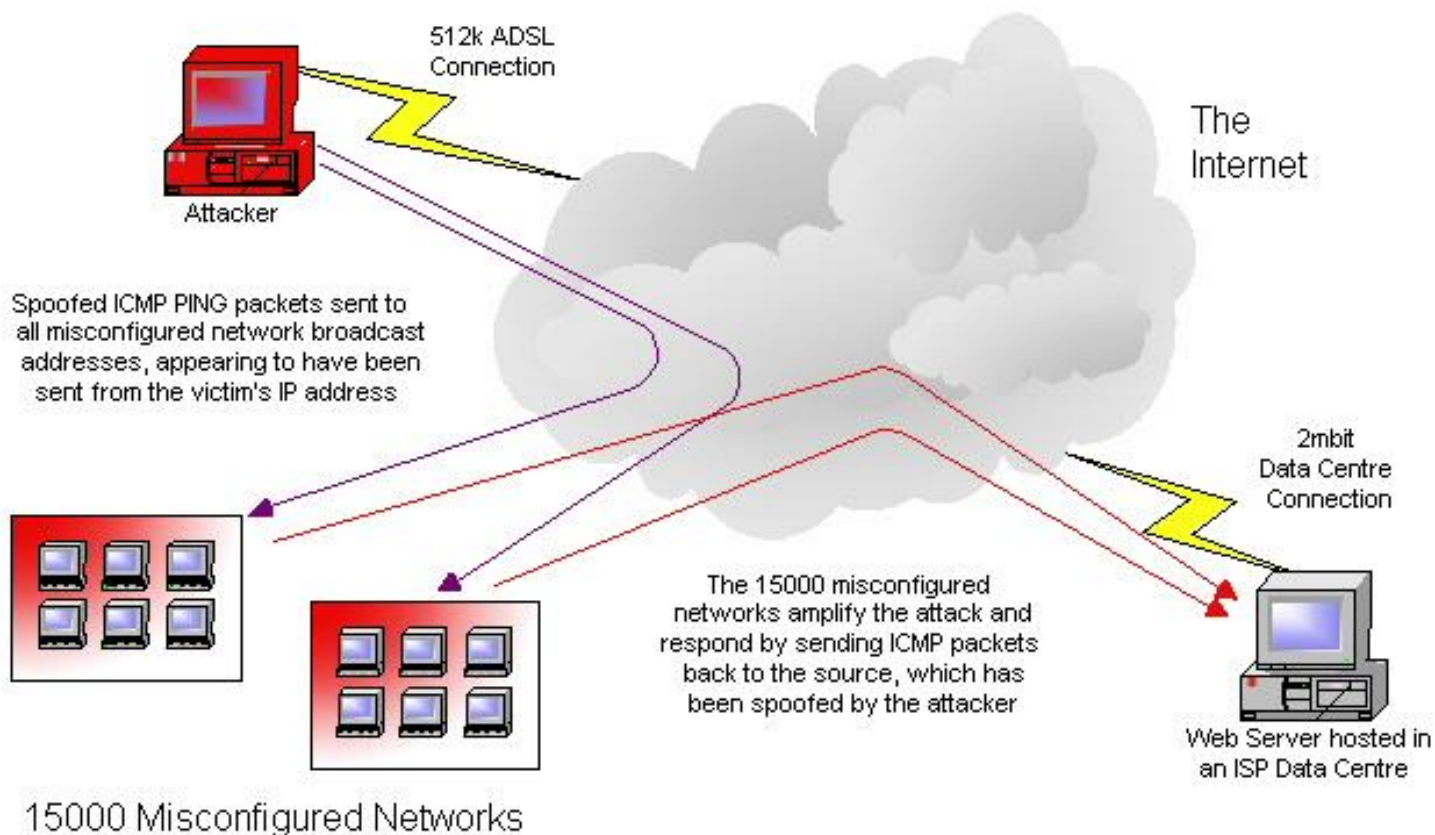 512k ADSL
Connection
The
Internet
Attacker
Spoofed ICMP PING packets sent to
all misconfigured network broadcast
addresses, appearing to have been
sent from the victim's IP address
2mbit
Data Centre
Connection
The 15000 misconfigured
networks amplify the attack and
respond by sending ICMP packets
back to the source, which has
been spoofed by the attacker
Web Server hosted in
an ISP Data Centre
15000 Misconfigured Networks